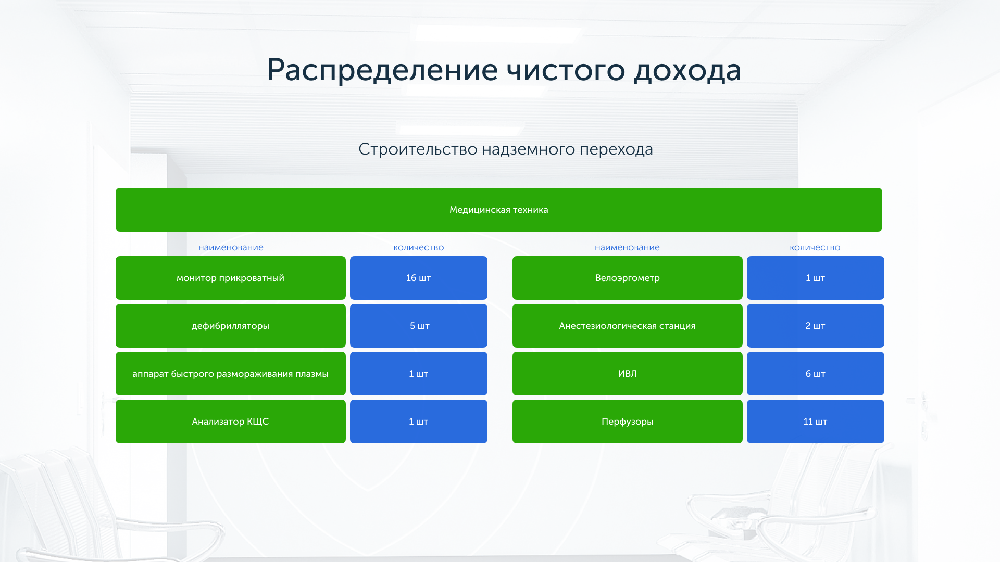 Распределение чистого дохода
Строительство надземного перехода
Медицинская техника
наименование количество наименование количество
монитор прикроватный 16 шт Велоэргометр 1 шт
дефибрилляторы 5 шт Анестезиологическая станция 2 шт
аппарат быстрого размораживания плазмы 1 шт ИВЛ 6 шт
Анализатор КЩС 1 шт Перфузоры 11 шт